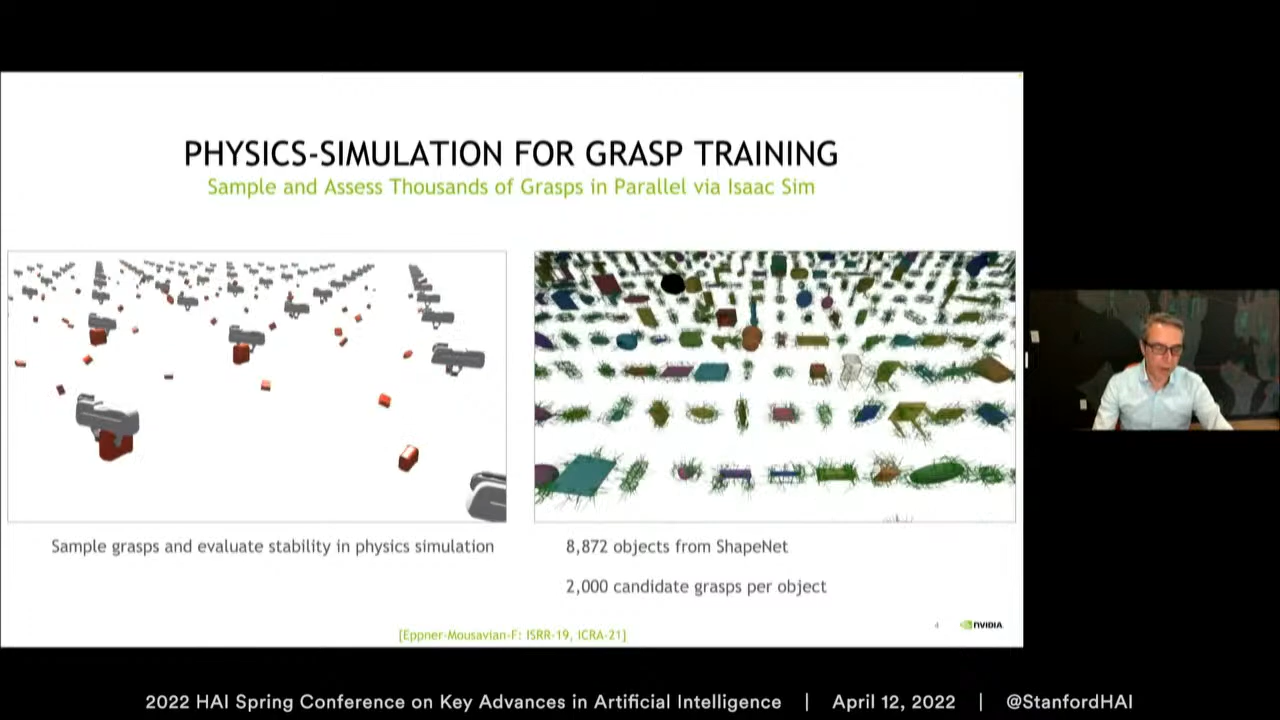 PHYSICS-SIMULATION FOR GRASP TRAINING
Sample and Assess Thousands of Grasps in Parallel via Isaac Sim
Sample grasps and evaluate stability in physics simulation
8,872 objects from ShapeNet
2,000 candidate grasps per object
[Eppner-Mousavian-F: ISRR-19, ICRA-21]
4
NVIDIA
2022 HAI Spring Conference on Key Advances in Artificial Intelligence | April 12, 2022 | @StanfordHAI